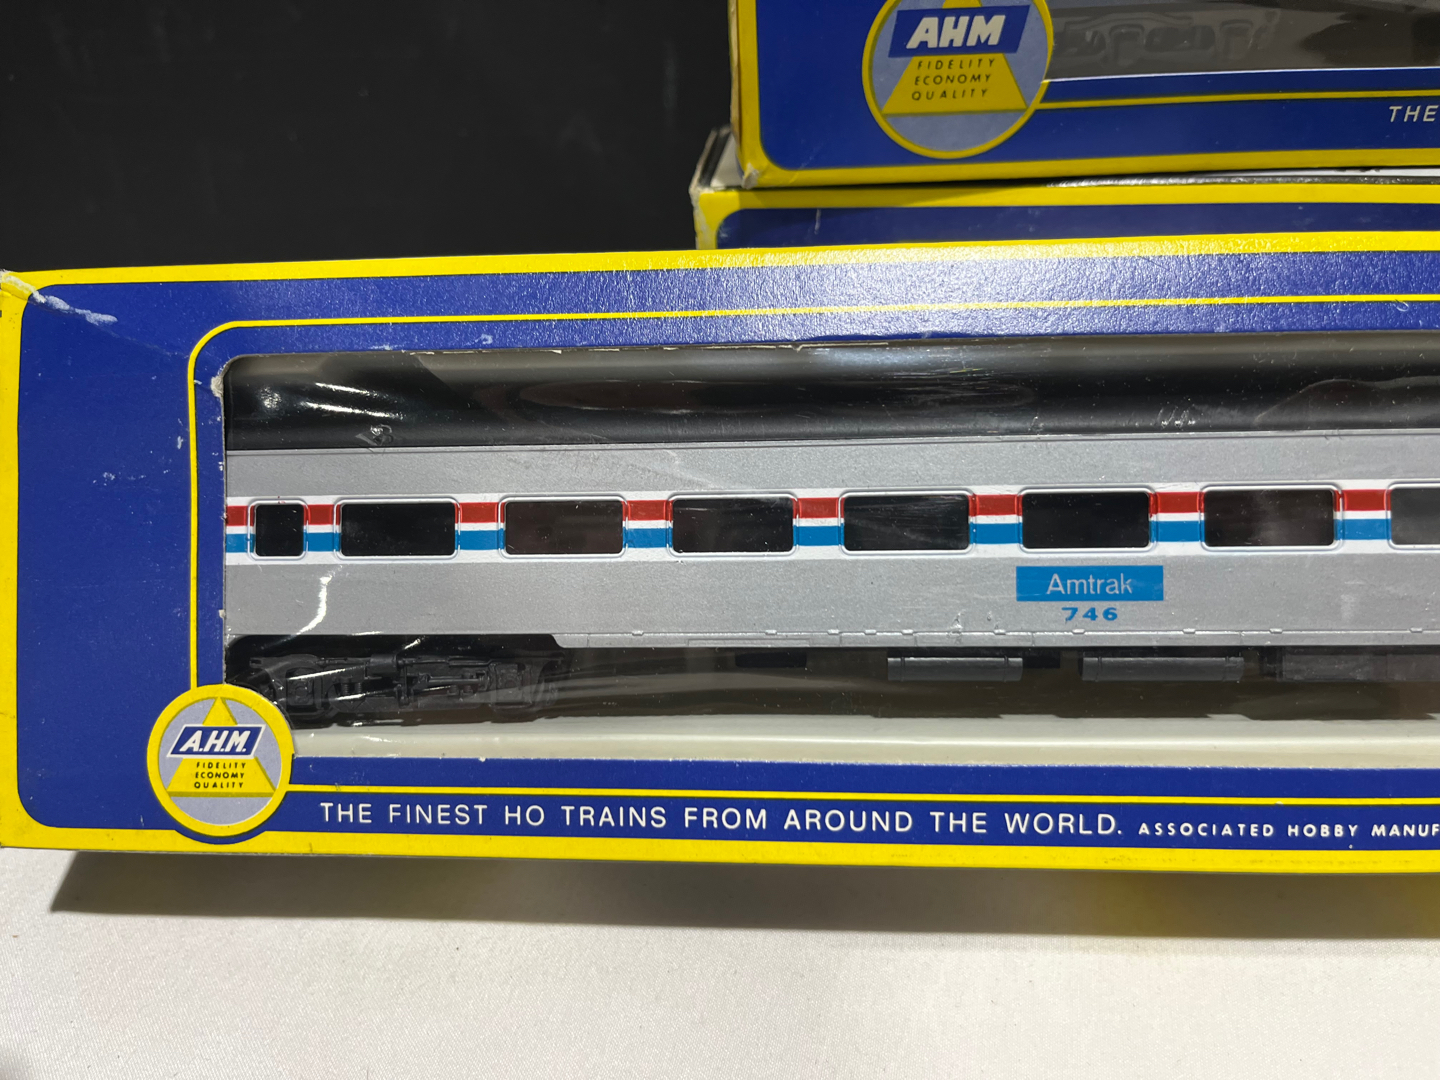 AHM
FIDELITY
ECONOMY
QUALITY
THE
Amtrak
746
A.H.M.
FIDELITY
ECONOMY
QUALITY
THE FINEST HO TRAINS FROM AROUND THE WORLD. ASSOCIATED HOBBY MANUF